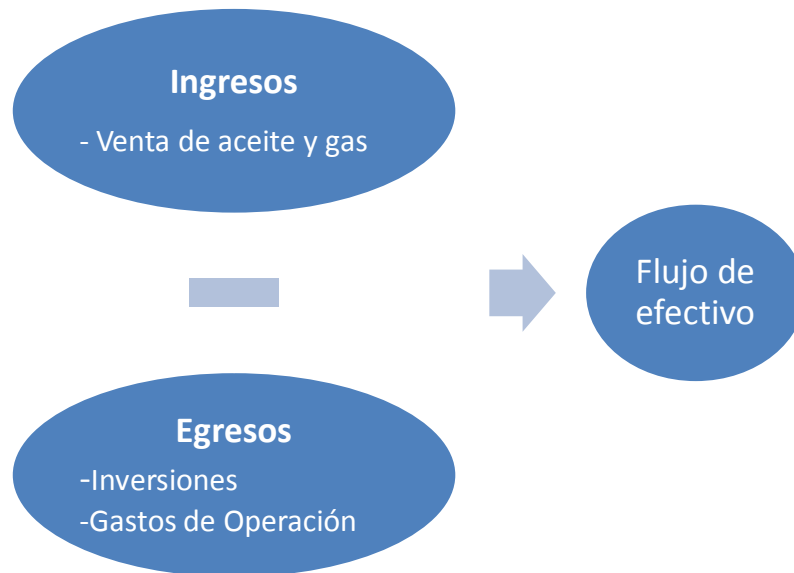 Ingresos
- Venta de aceite y gas
Flujo de
efectivo
Egresos
-Inversiones
-Gastos de Operación